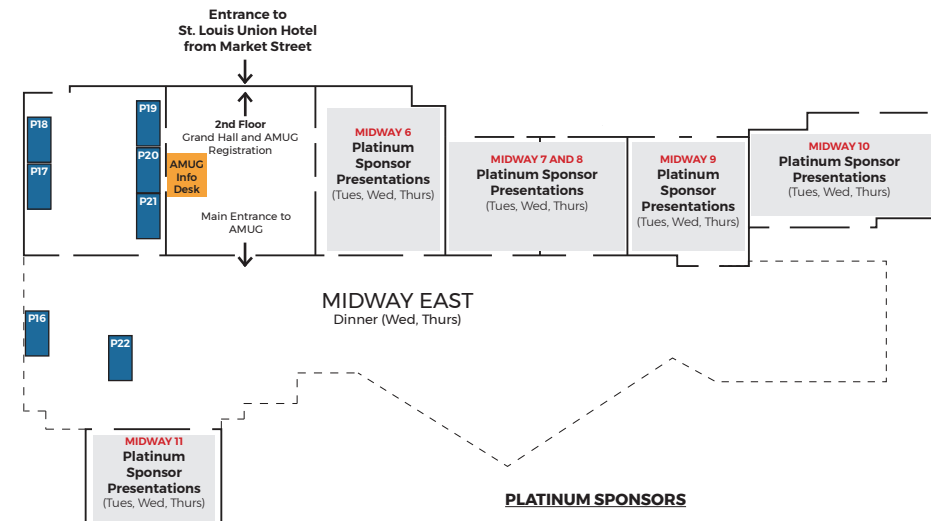 Entrance to
St. Louis Union Hotel
from Market Street
P19
P18
P20
P17
P21
2nd Floor
Grand Hall and AMUG
Registration
AMUG
Info
Desk
Main Entrance to
AMUG
MIDWAY 6
Platinum
Sponsor
Presentations
(Tues, Wed, Thurs)
MIDWAY 7 AND 8
Platinum Sponsor
Presentations
(Tues, Wed, Thurs)
MIDWAY 9
Platinum
Sponsor
Presentations
(Tues, Wed, Thurs)
MIDWAY 10
Platinum Sponsor
Presentations
(Tues, Wed, Thurs)
MIDWAY EAST
Dinner (Wed, Thurs)
P16
P22
MIDWAY 11
Platinum
Sponsor
Presentations
(Tues, Wed, Thurs)
PLATINUM SPONSORS